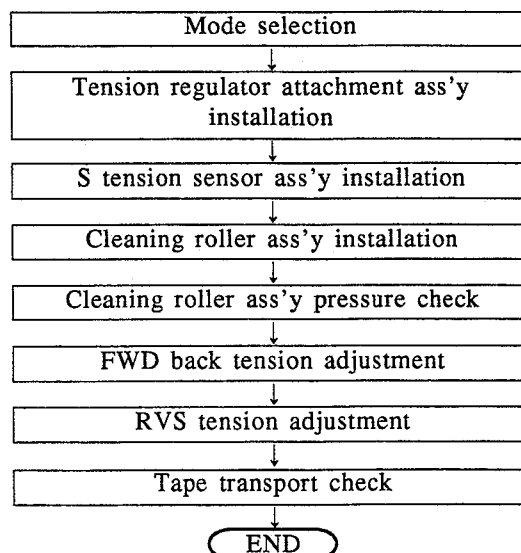 Mode selection
Tension regulator attachment ass'y
installation
S tension sensor ass'y installation
Cleaning roller ass'y installation
Cleaning roller ass'y pressure check
FWD back tension adjustment
RVS tension adjustment
Tape transport check
END